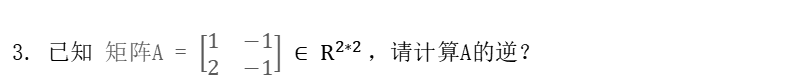 3. 已知 矩阵A = [1 -1; 2 -1] ∈ R^{2*2}，请计算A的逆？